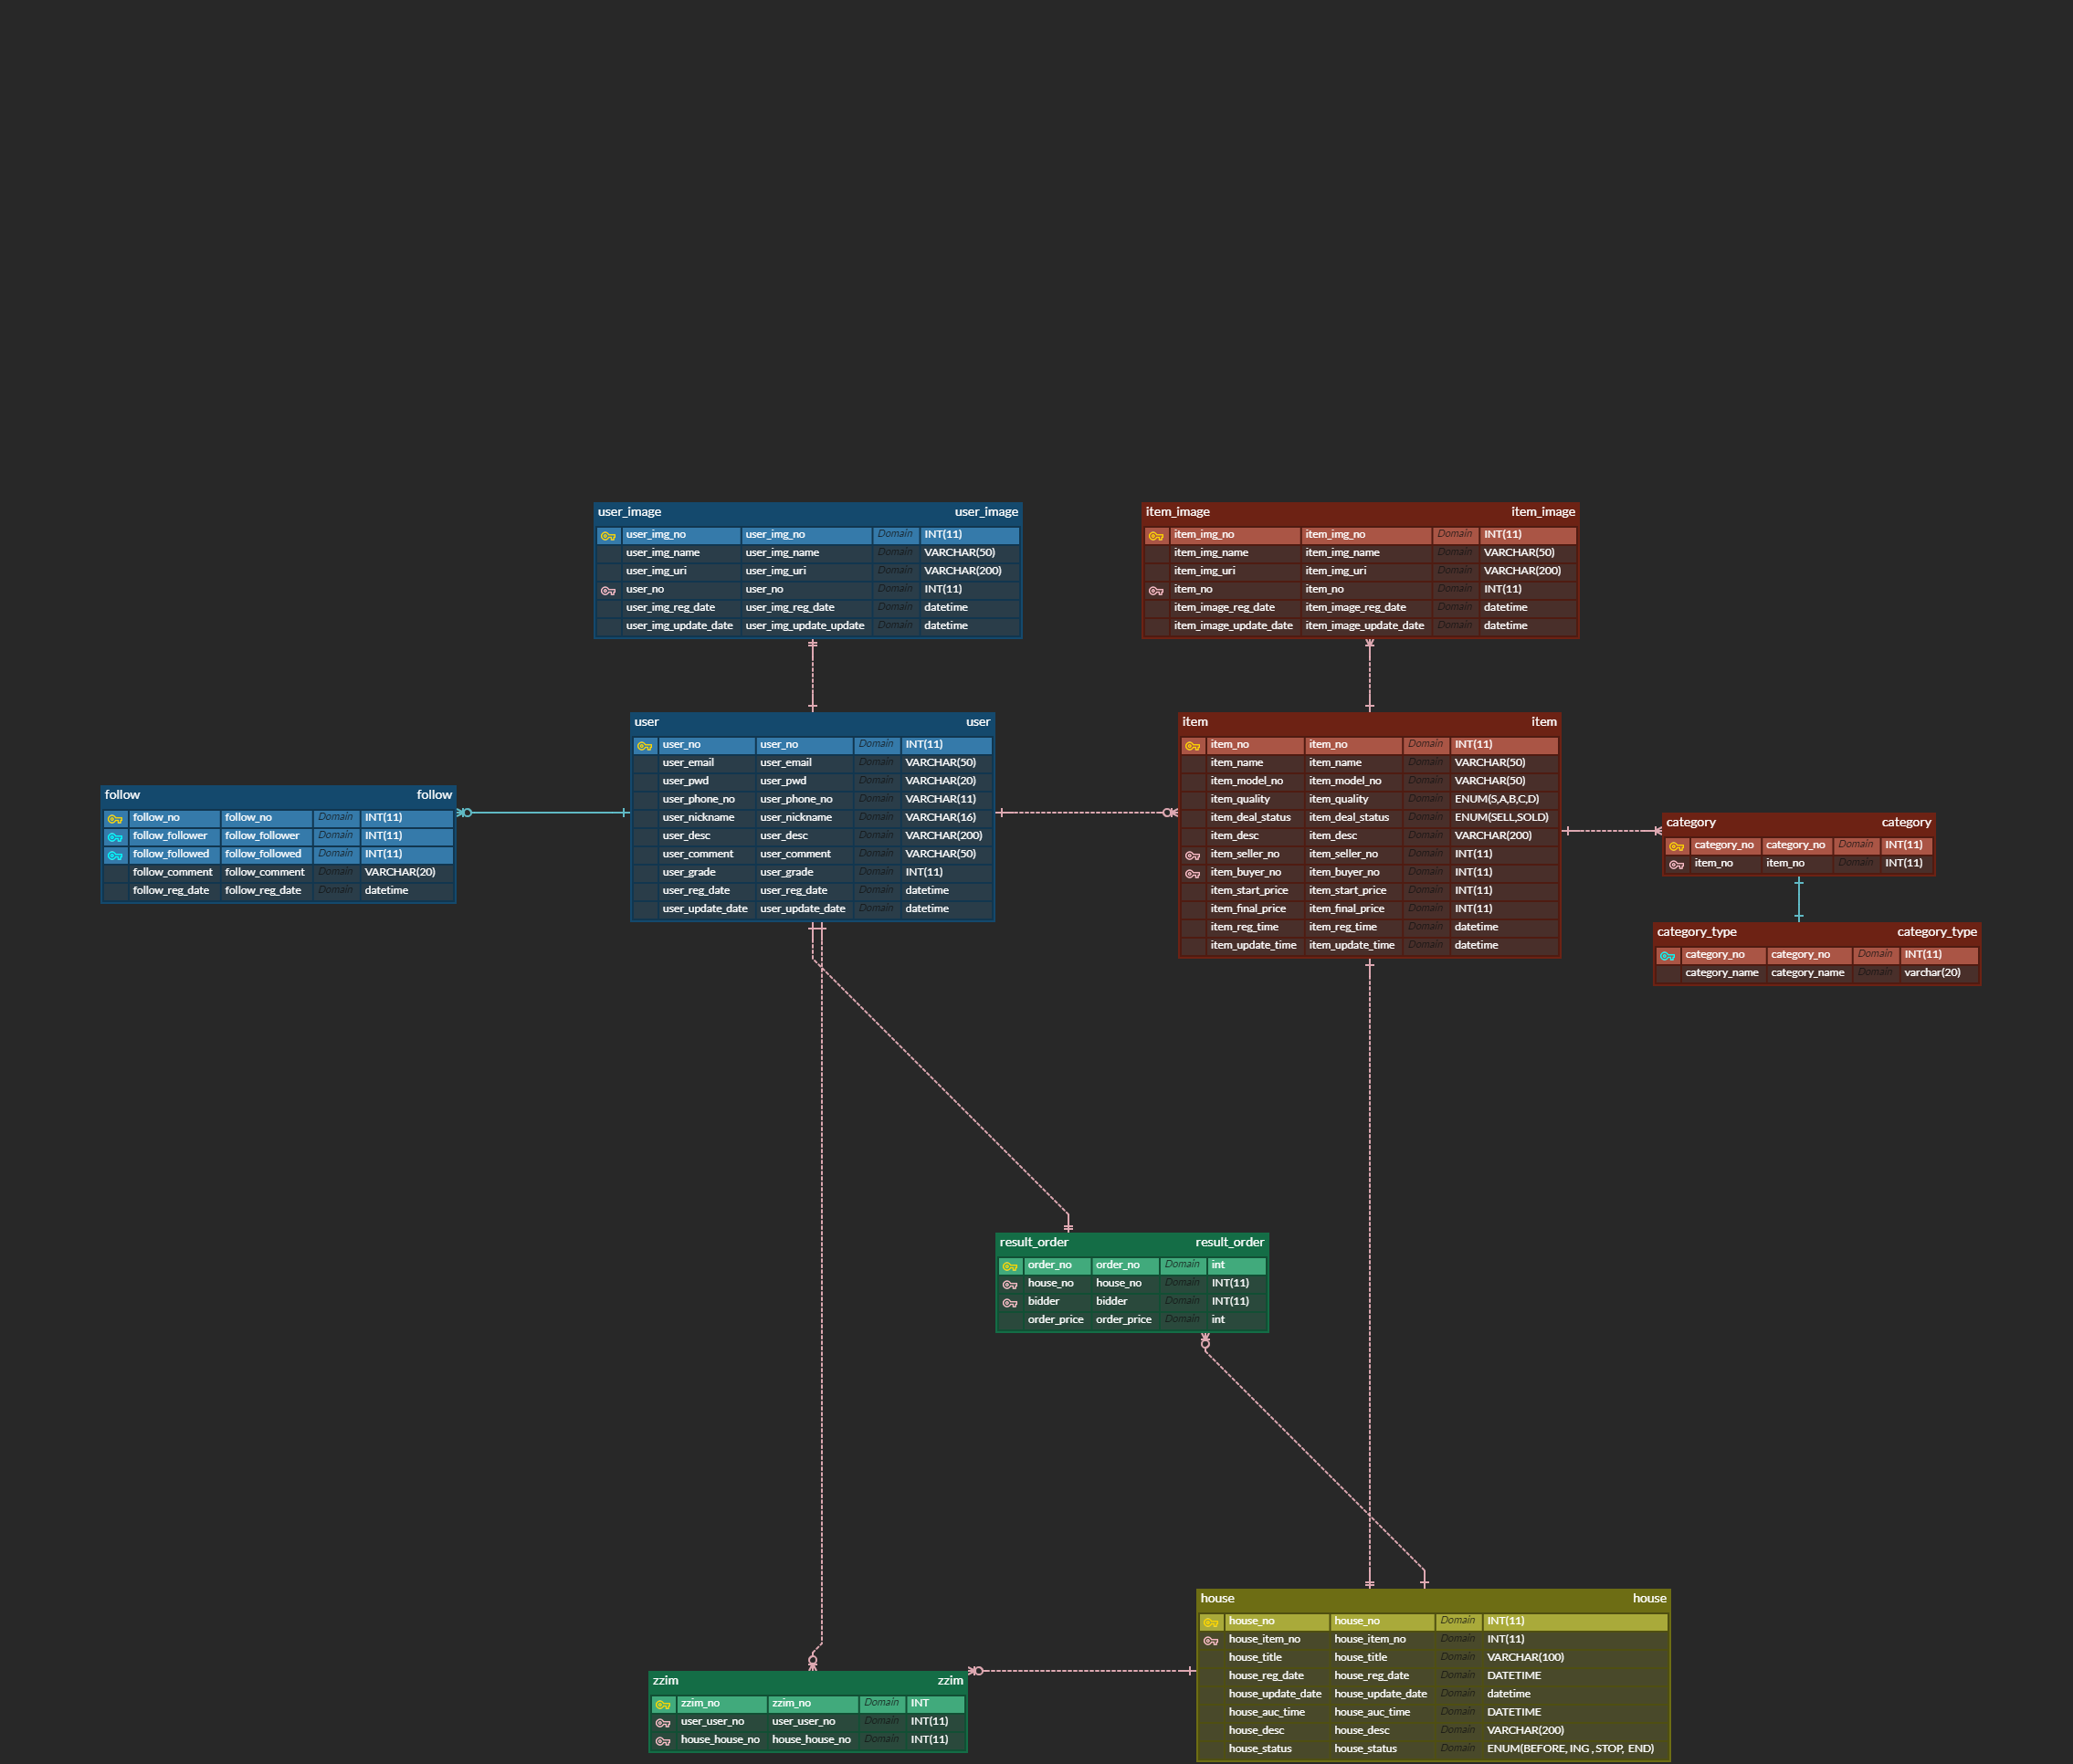 user_image user_image
user_img_no user_img_no Domain INT(11)
user_img_name user_img_name Domain VARCHAR(50)
user_img_uri user_img_uri Domain VARCHAR(200)
user_no user_no Domain INT(11)
user_img_reg_date user_img_reg_date Domain datetime
user_img_update_date user_img_update_update Domain datetime
item_image item_image
item_img_no item_img_no Domain INT(11)
item_img_name item_img_name Domain VARCHAR(50)
item_img_uri item_img_uri Domain VARCHAR(200)
item_no item_no Domain INT(11)
item_image_reg_date item_image_reg_date Domain datetime
item_image_update_date item_image_update_date Domain datetime
follow follow
follow_no follow_no Domain INT(11)
follow_follower follow_follower Domain INT(11)
follow_followed follow_followed Domain INT(11)
follow_comment follow_comment Domain VARCHAR(20)
follow_reg_date follow_reg_date Domain datetime
user user
user_no user_no Domain INT(11)
user_email user_email Domain VARCHAR(50)
user_pwd user_pwd Domain VARCHAR(20)
user_phone_no user_phone_no Domain VARCHAR(11)
user_nickname user_nickname Domain VARCHAR(16)
user_desc user_desc Domain VARCHAR(200)
user_comment user_comment Domain VARCHAR(50)
user_grade user_grade Domain INT(11)
user_reg_date user_reg_date Domain datetime
user_update_date user_update_date Domain datetime
item item
item_no item_no Domain INT(11)
item_name item_name Domain VARCHAR(50)
item_model_no item_model_no Domain VARCHAR(50)
item_quality item_quality Domain ENUM(S,A,B,C,D)
item_deal_status item_deal_status Domain ENUM(SELL,SOLD)
item_desc item_desc Domain VARCHAR(200)
item_seller_no item_seller_no Domain INT(11)
item_buyer_no item_buyer_no Domain INT(11)
item_start_price item_start_price Domain INT(11)
item_final_price item_final_price Domain INT(11)
item_reg_time item_reg_time Domain datetime
item_update_time item_update_time Domain datetime
category category
category_no category_no Domain INT(11)
item_no item_no Domain INT(11)
category_type category_type
category_no category_no Domain INT(11)
category_name category_name Domain varchar(20)
result_order result_order
order_no order_no Domain int
house_no house_no Domain INT(11)
bidder bidder Domain INT(11)
order_price order_price Domain int
zzim zzim
zzim_no zzim_no Domain INT
user_user_no user_user_no Domain INT(11)
house_house_no house_house_no Domain INT(11)
house house
house_no house_no Domain INT(11)
house_item_no house_item_no Domain INT(11)
house_title house_title Domain VARCHAR(100)
house_reg_date house_reg_date Domain DATETIME
house_update_date house_update_date Domain datetime
house_auc_time house_auc_time Domain DATETIME
house_desc house_desc Domain VARCHAR(200)
house_status house_status Domain ENUM(BEFORE, ING , STOP, END)